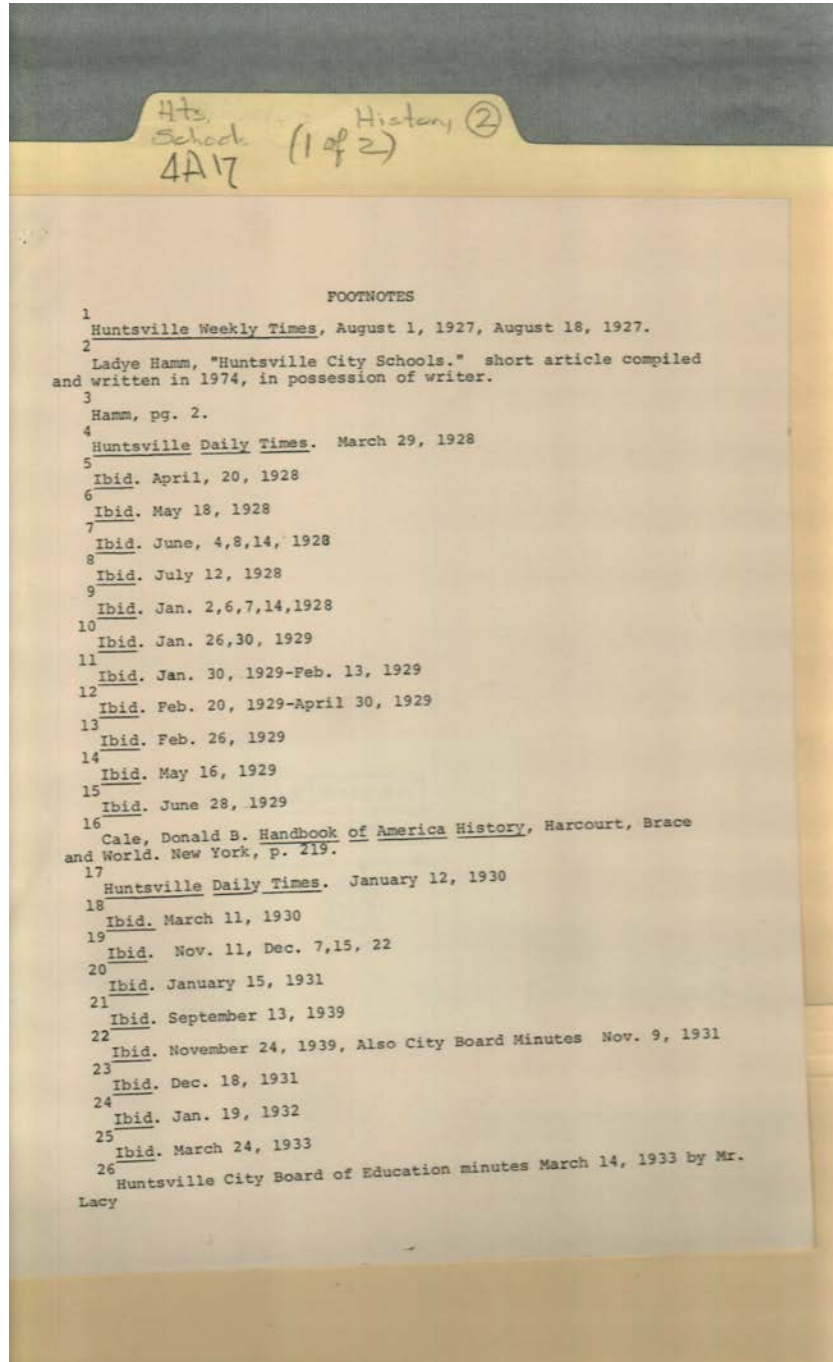 Hts. History ②
Schools (1 of 2)
4A17
FOOTNOTES
1
Huntsville Weekly Times, August 1, 1927, August 18, 1927.
2
Ladye Hamm, "Huntsville City Schools." short article compiled
and written in 1974, in possession of writer.
3
Hamm, pg. 2.
4
Huntsville Daily Times. March 29, 1928
5
Ibid. April, 20, 1928
6
Ibid. May 18, 1928
7
Ibid. June, 4,8,14, 1928
8
Ibid. July 12, 1928
9
Ibid. Jan. 2,6,7,14,1928
10
Ibid. Jan. 26,30, 1929
11
Ibid. Jan. 30, 1929-Feb. 13, 1929
12
Ibid. Feb. 20, 1929-April 30, 1929
13
Ibid. Feb. 26, 1929
14
Ibid. May 16, 1929
15
Ibid. June 28, 1929
16
Cale, Donald B. Handbook of America History, Harcourt, Brace
and World. New York, p. 219.
17
Huntsville Daily Times. January 12, 1930
18
Ibid. March 11, 1930
19
Ibid. Nov. 11, Dec. 7,15, 22
20
Ibid. January 15, 1931
21
Ibid. September 13, 1939
22
Ibid. November 24, 1939, Also City Board Minutes Nov. 9, 1931
23
Ibid. Dec. 18, 1931
24
Ibid. Jan. 19, 1932
25
Ibid. March 24, 1933
26
Huntsville City Board of Education minutes March 14, 1933 by Mr.
Lacy